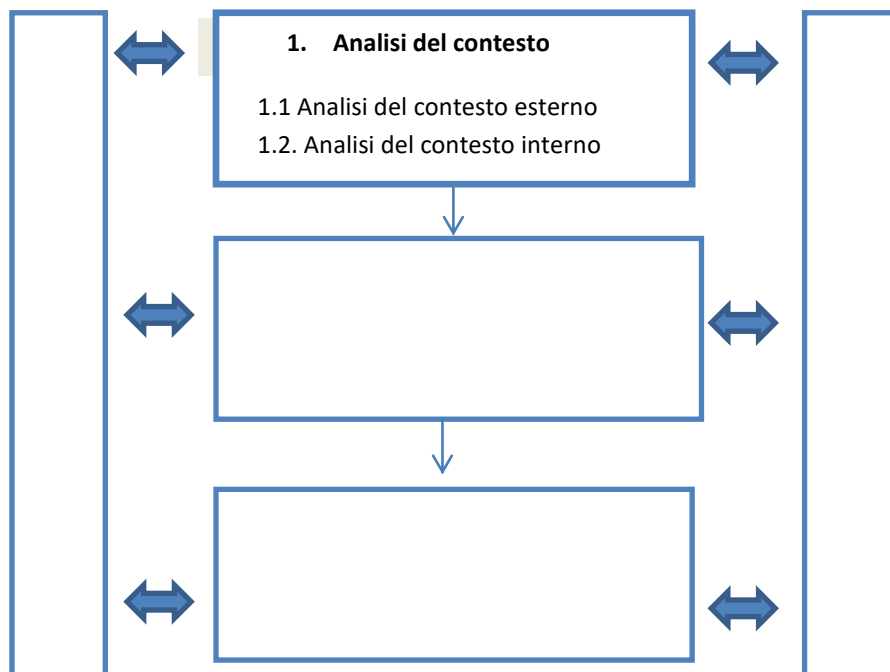 1. Analisi del contesto
1.1 Analisi del contesto esterno
1.2. Analisi del contesto interno